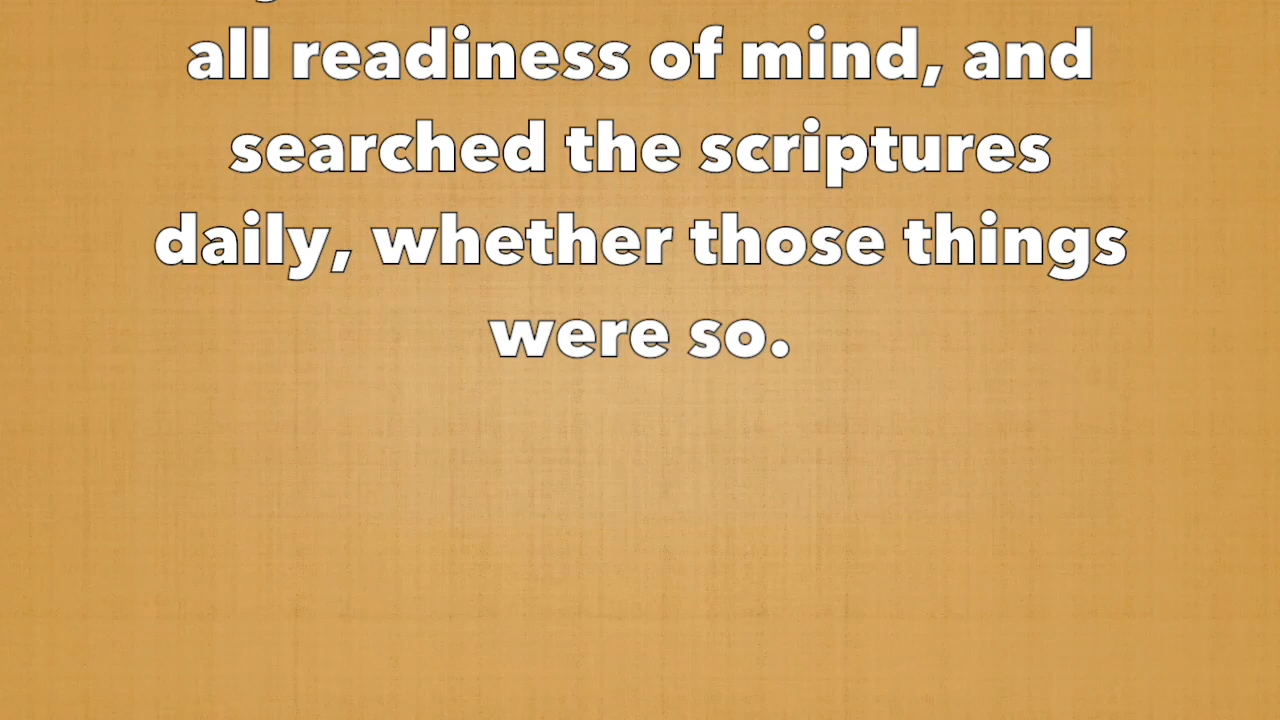 all readiness of mind, and
searched the scriptures
daily, whether those things
were so.